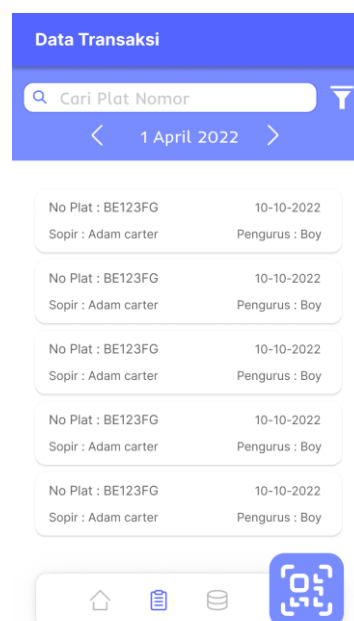 Data Transaksi
Cari Plat Nomor
1 April 2022
No Plat : BE123FG 10-10-2022
Sopir : Adam carter Pengurus : Boy
No Plat : BE123FG 10-10-2022
Sopir : Adam carter Pengurus : Boy
No Plat : BE123FG 10-10-2022
Sopir : Adam carter Pengurus : Boy
No Plat : BE123FG 10-10-2022
Sopir : Adam carter Pengurus : Boy
No Plat : BE123FG 10-10-2022
Sopir : Adam carter Pengurus : Boy